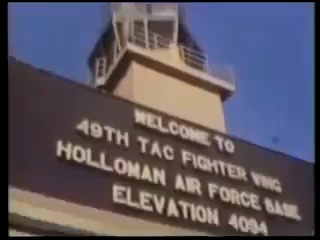 WELCOME TO
49TH TAC FIGHTER WING
HOLLOMAN AIR FORCE BASE
ELEVATION 4094